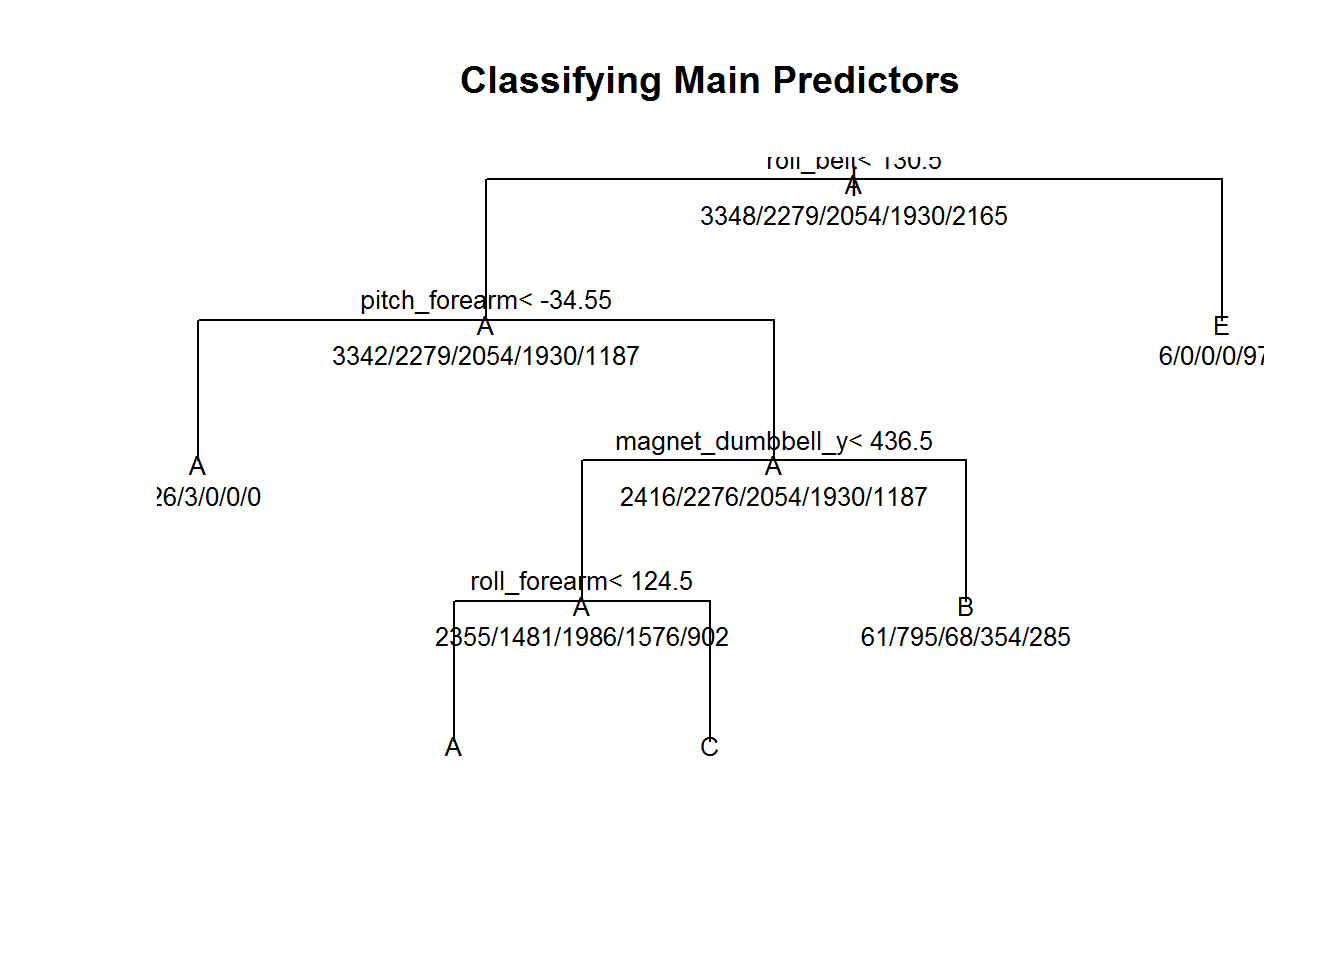 Classifying Main Predictors
roll_belt< 130.5
A
3348/2279/2054/1930/2165
pitch_forearm< -34.55
A
3342/2279/2054/1930/1187
E
6/0/0/0/97
A
26/3/0/0/0
magnet_dumbbell_y< 436.5
A
2416/2276/2054/1930/1187
roll_forearm< 124.5
A
2355/1481/1986/1576/902
B
61/795/68/354/285
A
C